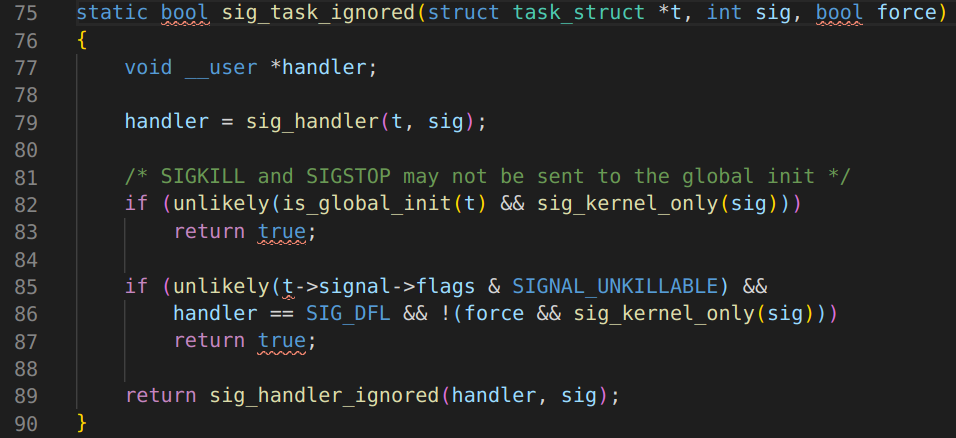 75 static bool sig_task_ignored(struct task_struct *t, int sig, bool force)
76 {
77     void __user *handler;
78
79     handler = sig_handler(t, sig);
80
81     /* SIGKILL and SIGSTOP may not be sent to the global init */
82     if (unlikely(is_global_init(t) && sig_kernel_only(sig)))
83         return true;
84
85     if (unlikely(t->signal->flags & SIGNAL_UNKILLABLE) &&
86         handler == SIG_DFL && !(force && sig_kernel_only(sig)))
87         return true;
88
89     return sig_handler_ignored(handler, sig);
90 }